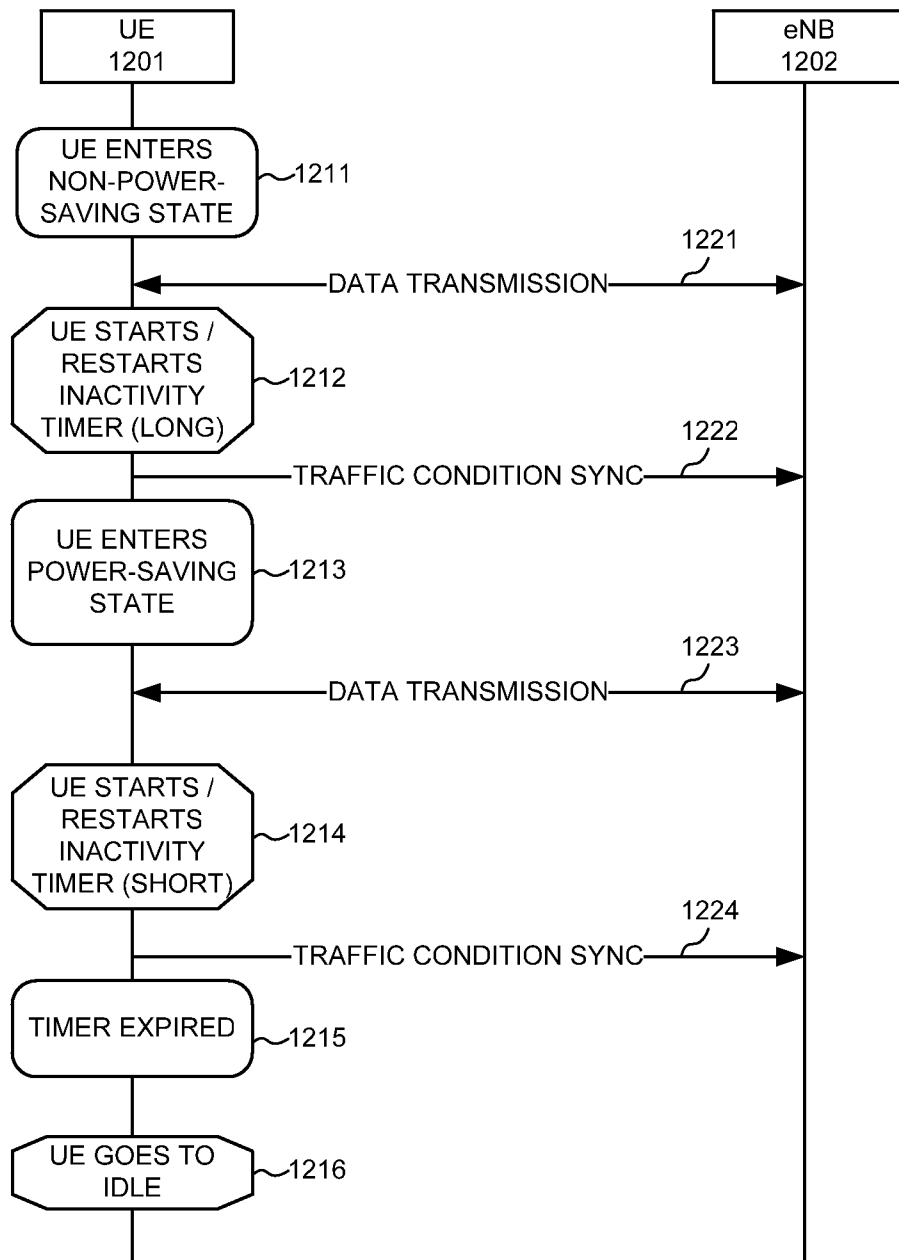 UE
1201
eNB
1202
UE ENTERS
NON-POWER-
SAVING STATE
1211
1221
DATA TRANSMISSION
UE STARTS /
RESTARTS
INACTIVITY
TIMER (LONG)
1212
1222
TRAFFIC CONDITION SYNC
UE ENTERS
POWER-SAVING
STATE
1213
1223
DATA TRANSMISSION
UE STARTS /
RESTARTS
INACTIVITY
TIMER (SHORT)
1214
1224
TRAFFIC CONDITION SYNC
TIMER EXPIRED
1215
UE GOES TO
IDLE
1216